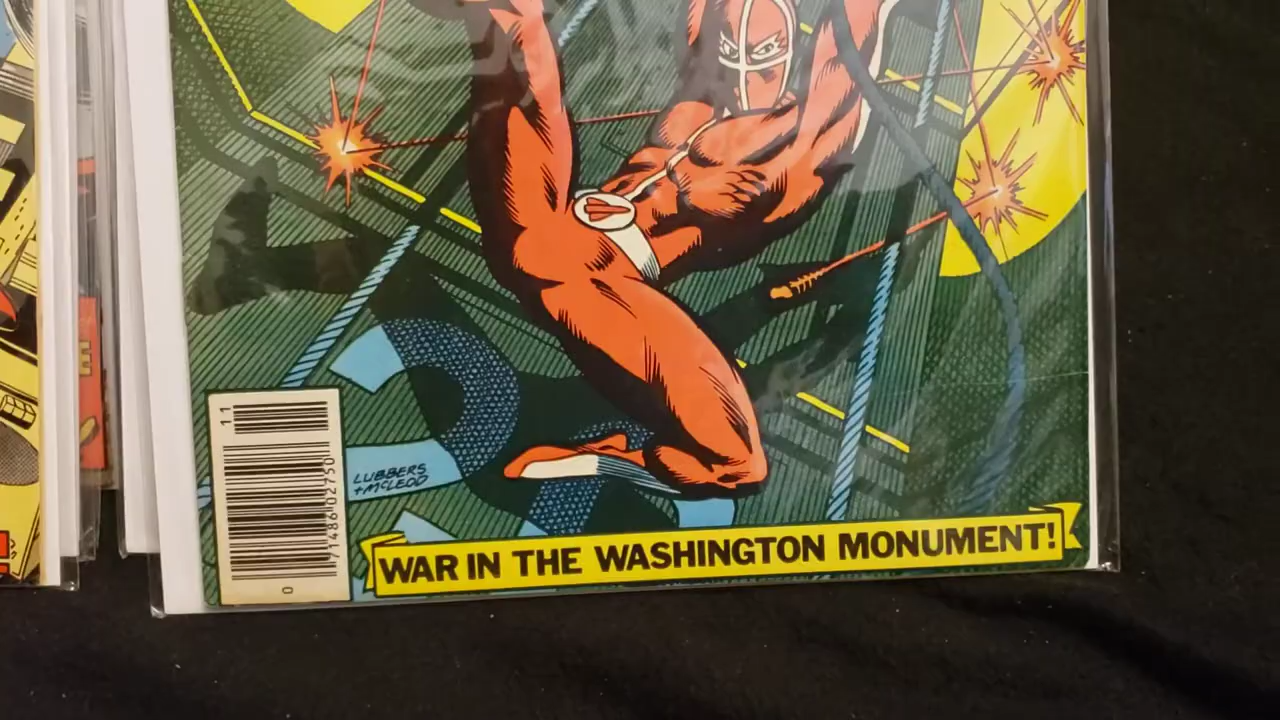 11
71486 02750
0
LUBBERS
+McLEOD
WAR IN THE WASHINGTON MONUMENT!